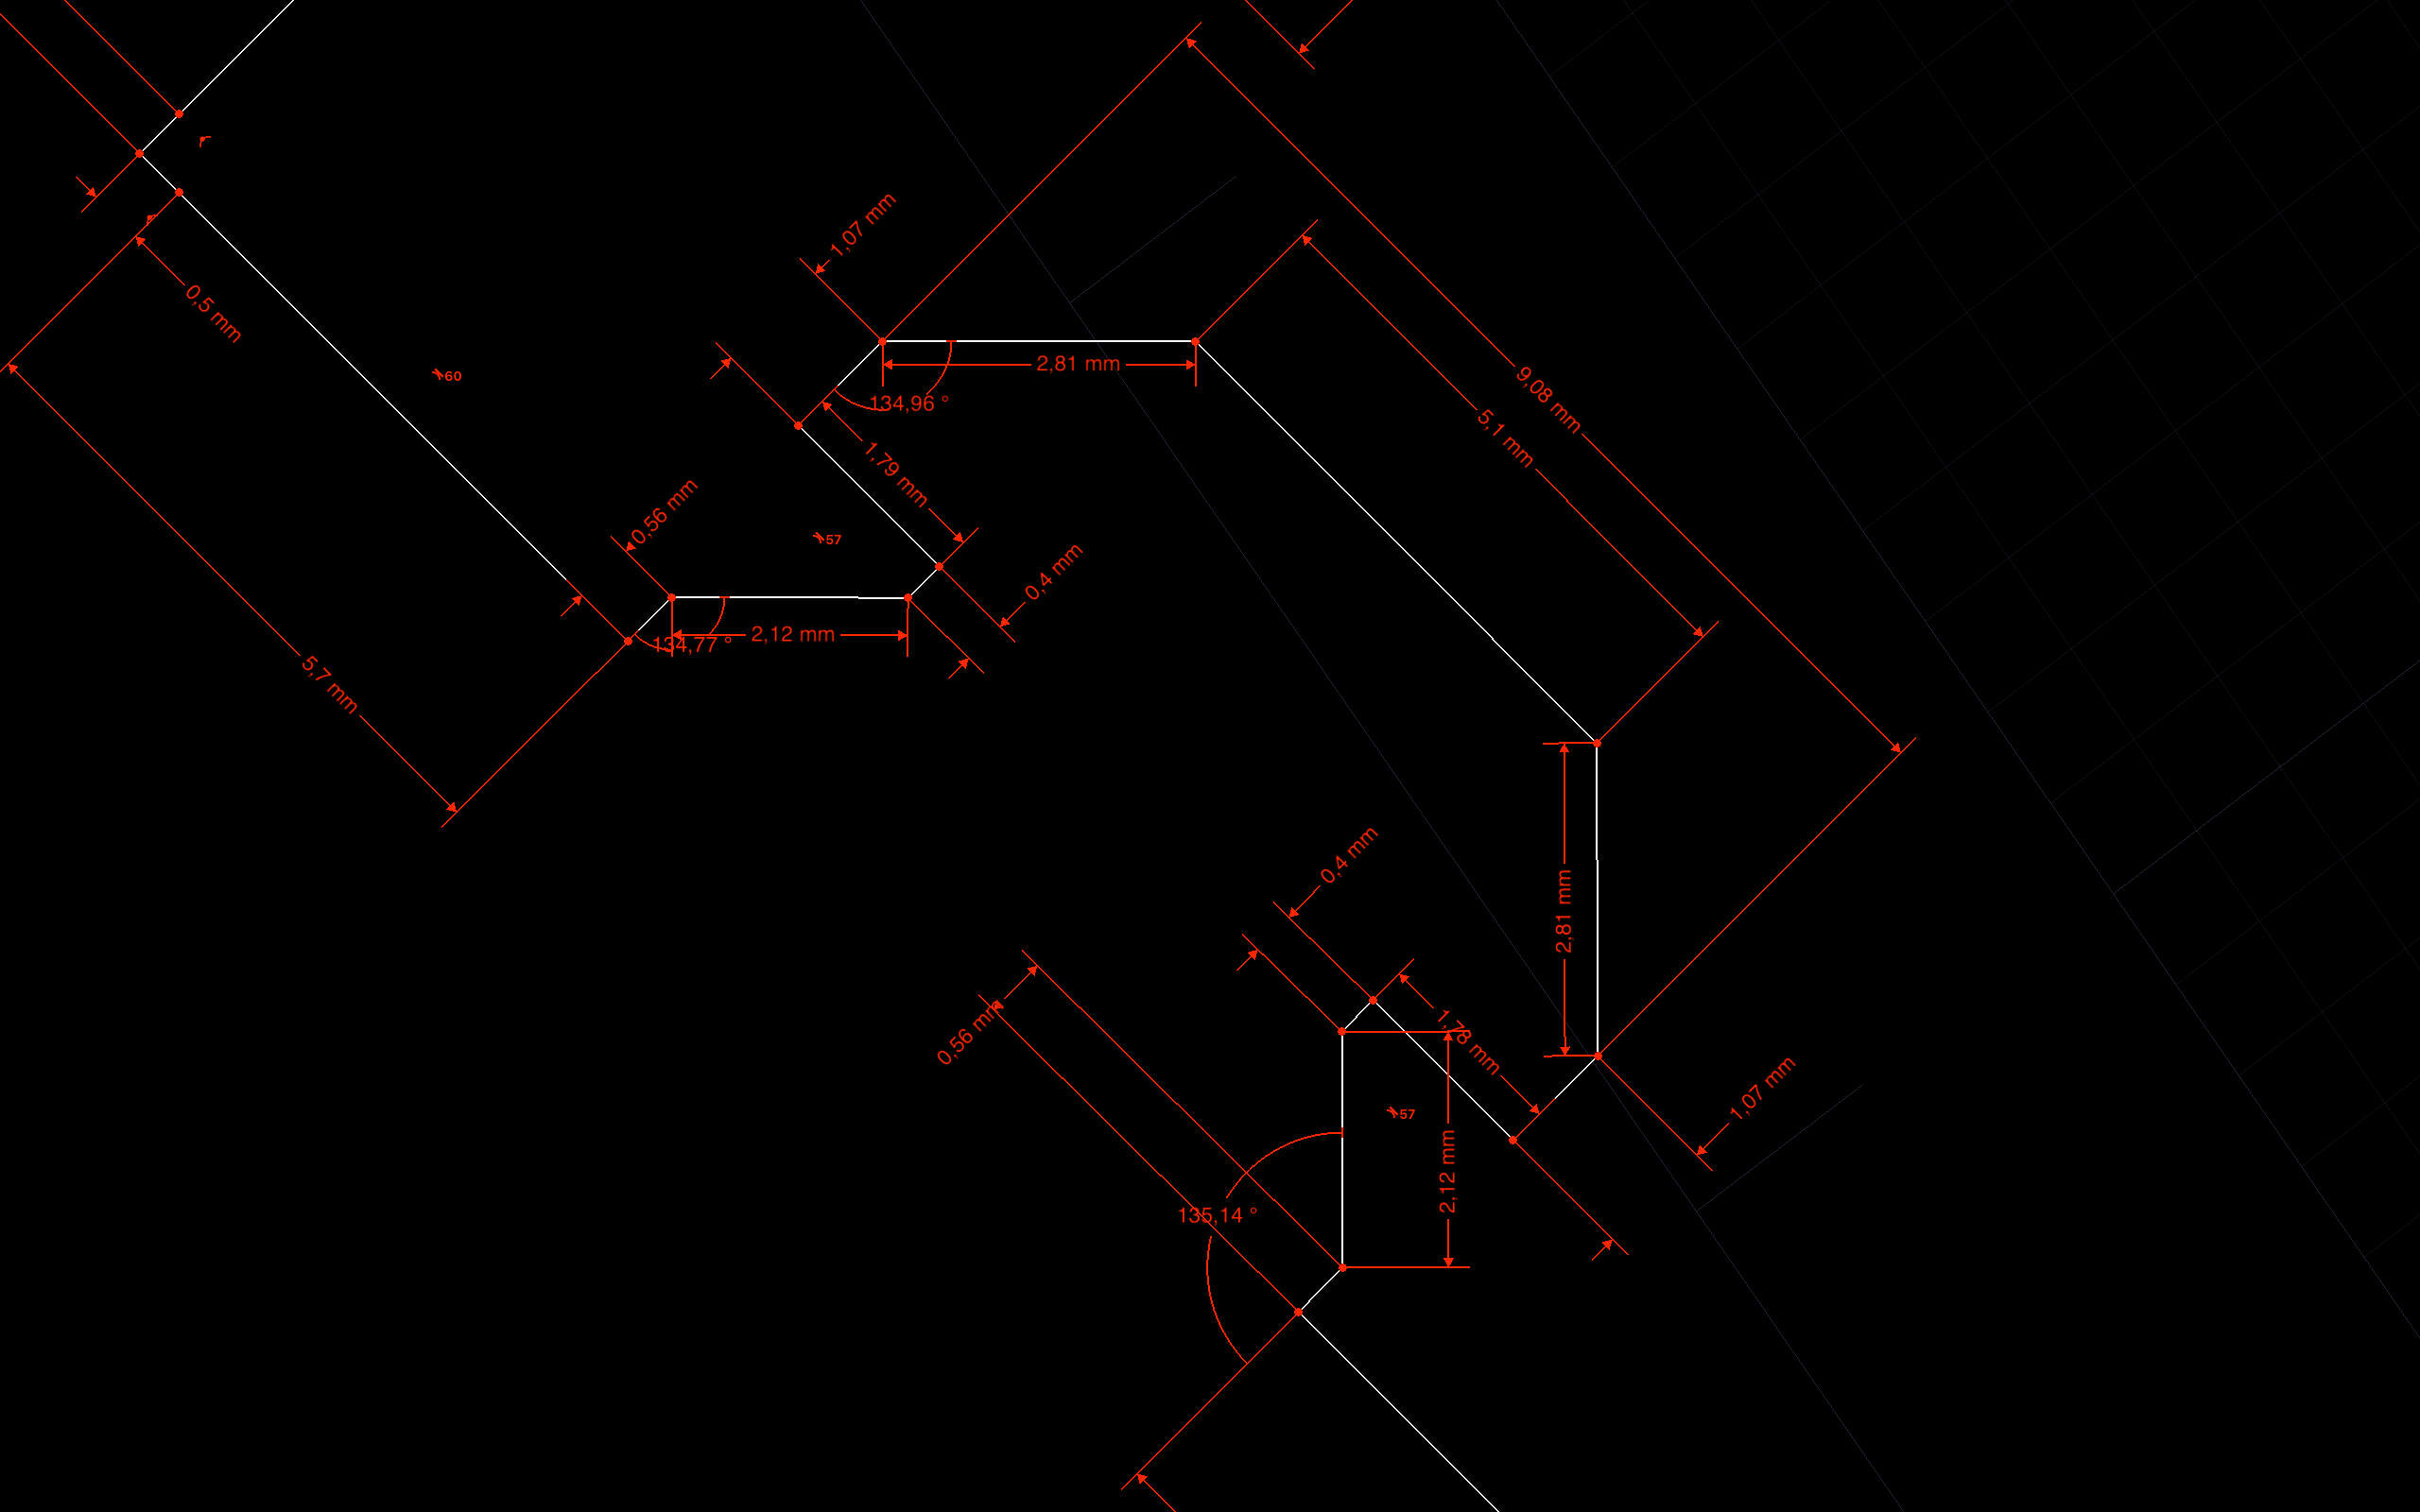 1,07 mm
0,5 mm
2,81 mm
60
9,08 mm
134,96 °
5,1 mm
1,79 mm
0,56 mm
57
0,4 mm
2,12 mm
134,77 °
5,7 mm
0,4 mm
2,81 mm
0,56 mm
1,78 mm
1,07 mm
57
2,12 mm
135,14 °